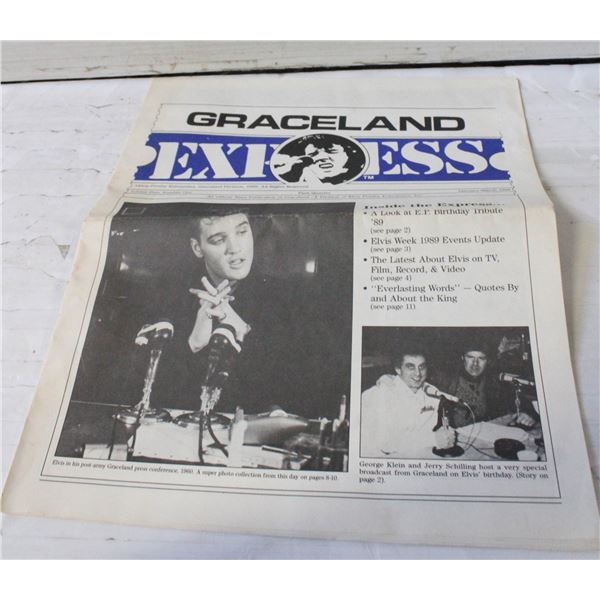 GRACELAND
EXPRESS
TM
Inside the Express...
• A Look at E.P. Birthday Tribute
'89
(see page 2)
• Elvis Week 1989 Events Update
(see page 3)
• The Latest About Elvis on TV,
Film, Record, & Video
(see page 4)
• "Everlasting Words" — Quotes By
and About the King
(see page 11)
Elvis in his post-army Graceland press conference, 1960. A super photo collection from this day on pages 8-10.
George Klein and Jerry Schilling host a very special
broadcast from Graceland on Elvis' birthday. (Story on
page 2).